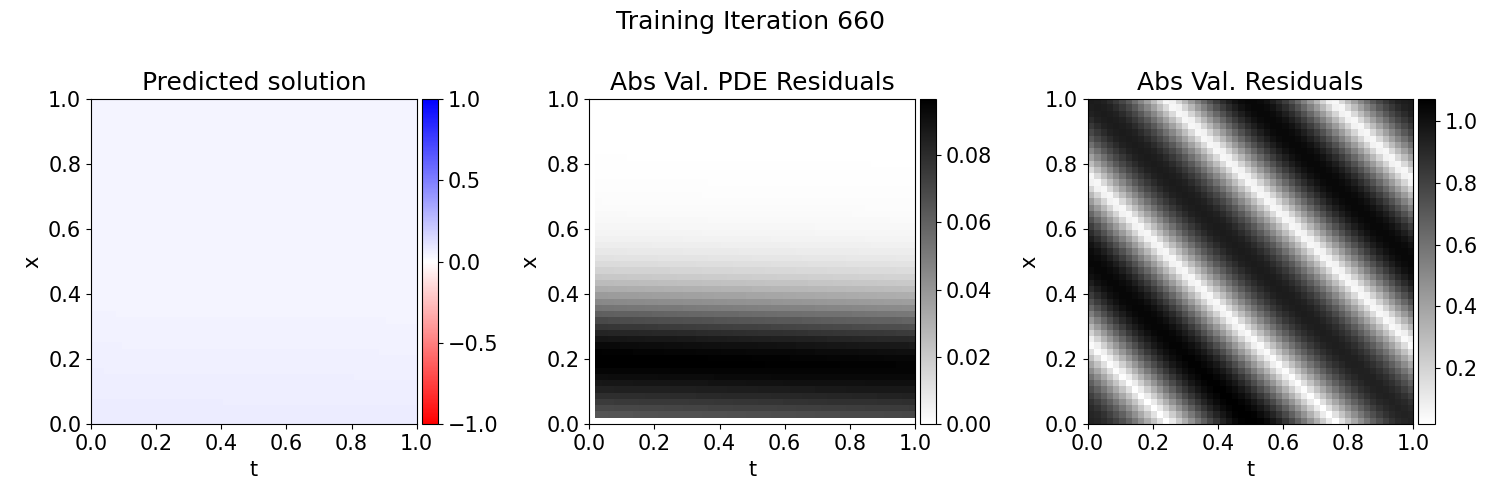 Training Iteration 660
Predicted solution
1.0
0.8
0.6
0.4
0.2
0.0
x
0.0 0.2 0.4 0.6 0.8 1.0
t
1.0
0.5
0.0
−0.5
−1.0
Abs Val. PDE Residuals
1.0
0.8
0.6
0.4
0.2
0.0
x
0.0 0.2 0.4 0.6 0.8 1.0
t
0.08
0.06
0.04
0.02
0.00
Abs Val. Residuals
1.0
0.8
0.6
0.4
0.2
0.0
x
0.0 0.2 0.4 0.6 0.8 1.0
t
1.0
0.8
0.6
0.4
0.2